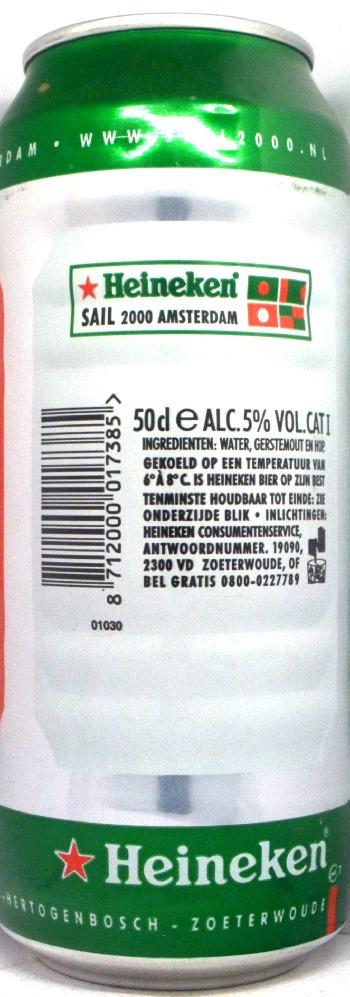 RDAM • WWW. 2000.NL
Heineken®
SAIL 2000 AMSTERDAM
50cl e ALC. 5% VOL. CAT I
INGREDIENTEN: WATER, GERSTEMOUT EN HOP.
GEKOELD OP EEN TEMPERATUUR VAN
6° À 8° C. IS HEINEKEN BIER OP ZIJN BEST
TENMINSTE HOUDBAAR TOT EINDE: ZIE
ONDERZIJDE BLIK • INLICHTINGEN:
HEINEKEN CONSUMENTENSERVICE,
ANTWOORDNUMMER. 19090,
2300 VD ZOETERWOUDE, OF
BEL GRATIS 0800-0227789
8 712000 017385 >
01030
Heineken®
-HERTOGENBOSCH - ZOETERWOUDE